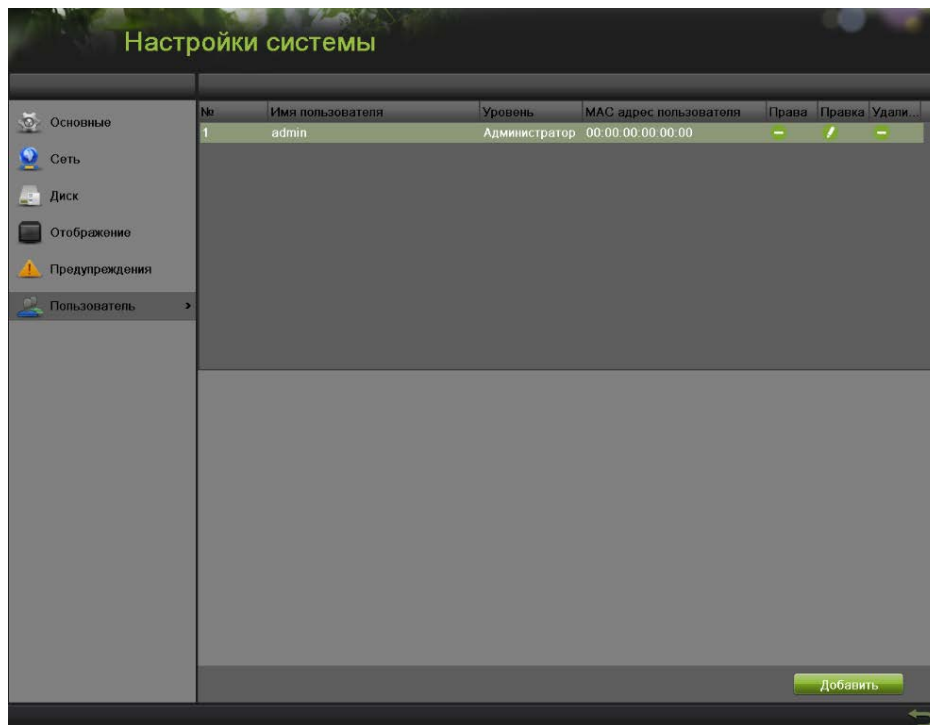 Настройки системы
№ Имя пользователя Уровень MAC адрес пользователя Права Правка Удали...
1 admin Администратор 00:00:00:00:00:00
Основные
Сеть
Диск
Отображение
Предупреждения
Пользователь
Добавить